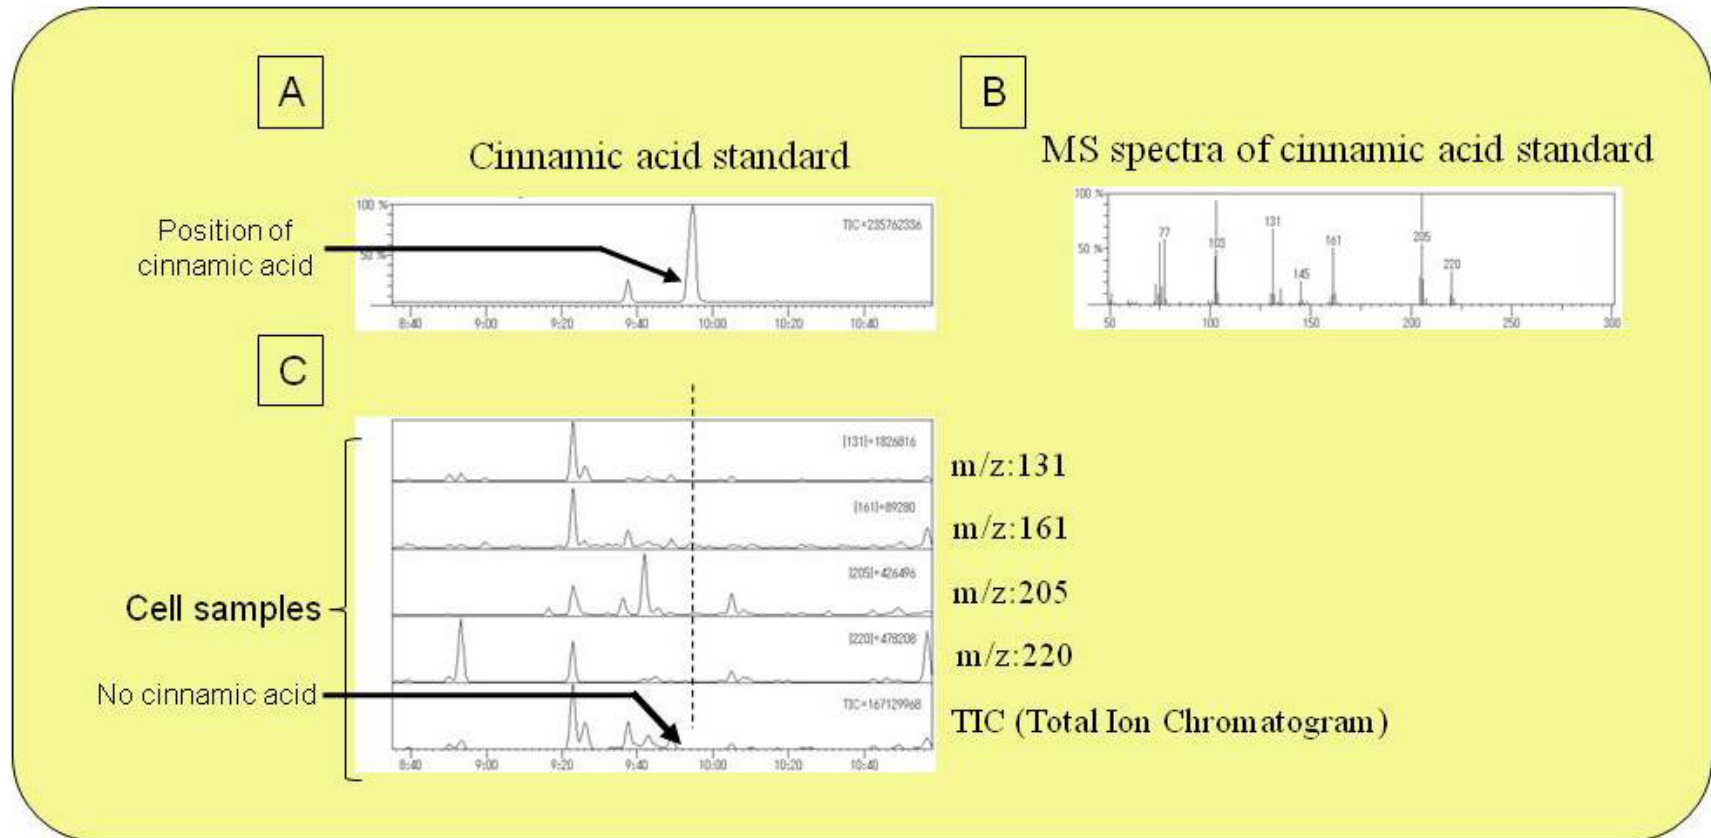 A
B
Cinnamic acid standard
MS spectra of cinnamic acid standard
Position of
cinnamic acid
100 %
50 %
TIC=235762336
8:40 9:00 9:20 9:40 10:00 10:20 10:40
100 %
50 %
77
103
131
145
161
205
220
50 100 150 200 250 300
C
Cell samples
No cinnamic acid
[131]=1826816
m/z:131
[161]=89280
m/z:161
[205]=426496
m/z:205
[220]=478208
m/z:220
TIC=167129968
TIC (Total Ion Chromatogram)
8:40 9:00 9:20 9:40 10:00 10:20 10:40